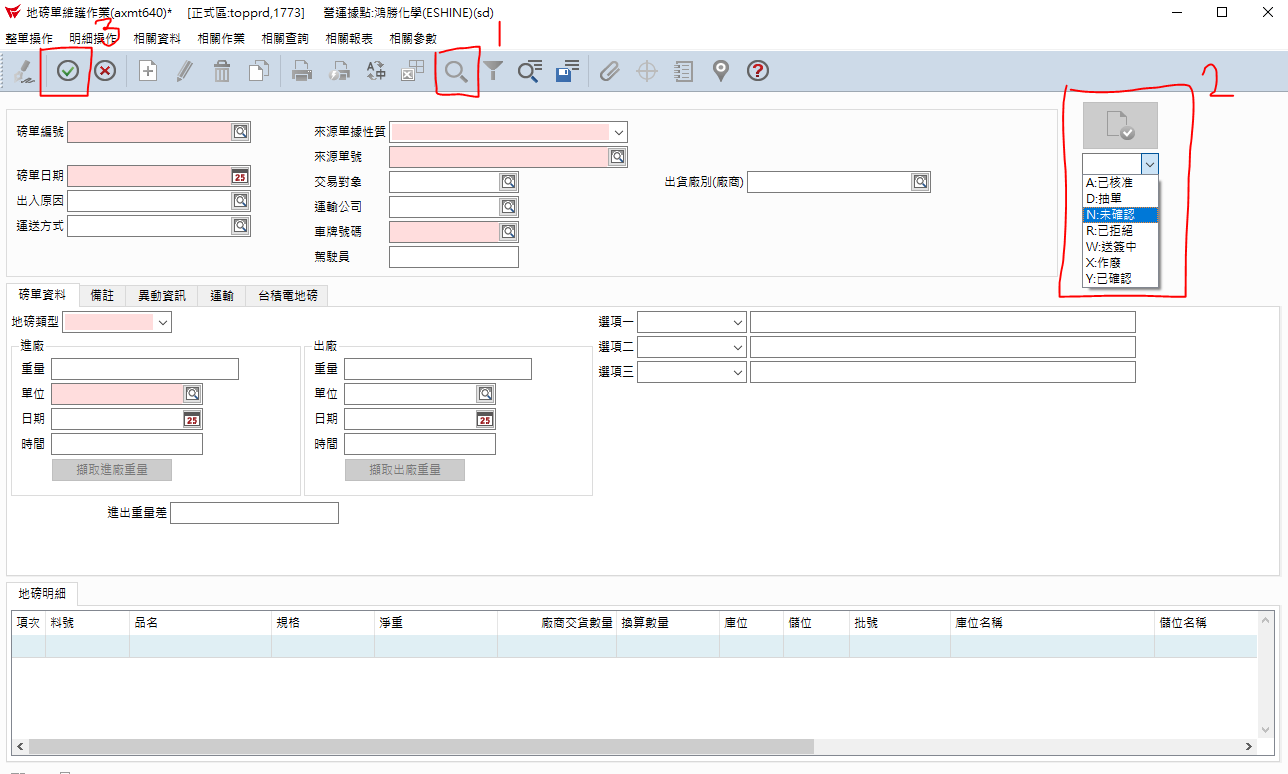 地磅單維護作業(axmt640)* [正式區:topprd,1773] 營運據點:鴻勝化學(ESHINE)(sd)
整單操作 明細操作 相關資料 相關作業 相關查詢 相關報表 相關參數
3 1 2
磅單編號 來源單據性質
來源單號
磅單日期 25 交易對象 出貨廠別(廠商)
出入原因 運輸公司
運送方式 車牌號碼
駕駛員
A:已核准
D:抽單
N:未確認
R:已拒絕
W:送簽中
X:作廢
Y:已確認
磅單資料 備註 異動資訊 運輸 台積電地磅
地磅類型 選項一
進廠 出廠 選項二
重量 重量 選項三
單位 單位
日期 25 日期 25
時間 時間
擷取進廠重量 擷取出廠重量
進出重量差
地磅明細
項次 料號 品名 規格 淨重 廠商交貨數量 換算數量 庫位 儲位 批號 庫位名稱 儲位名稱